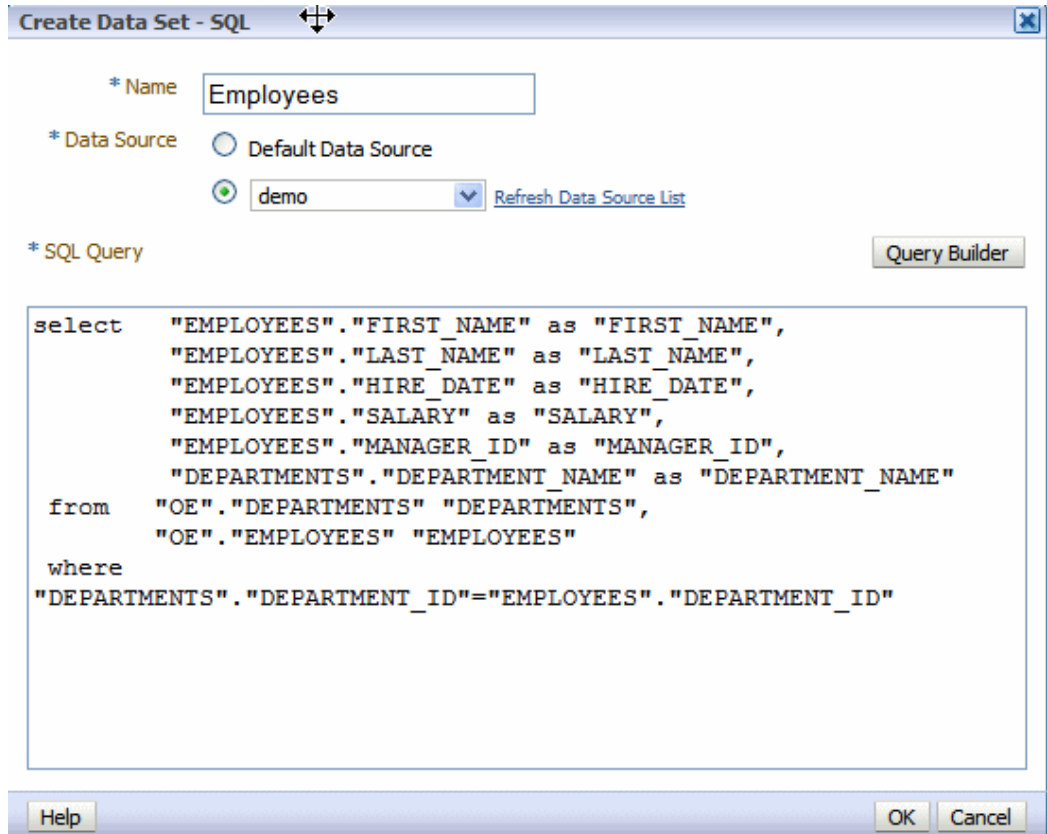 Create Data Set - SQL
* Name
Employees
* Data Source
Default Data Source
demo
Refresh Data Source List
* SQL Query
Query Builder
select "EMPLOYEES"."FIRST_NAME" as "FIRST_NAME",
"EMPLOYEES"."LAST_NAME" as "LAST_NAME",
"EMPLOYEES"."HIRE_DATE" as "HIRE_DATE",
"EMPLOYEES"."SALARY" as "SALARY",
"EMPLOYEES"."MANAGER_ID" as "MANAGER_ID",
"DEPARTMENTS"."DEPARTMENT_NAME" as "DEPARTMENT_NAME"
from "OE"."DEPARTMENTS" "DEPARTMENTS",
"OE"."EMPLOYEES" "EMPLOYEES"
where
"DEPARTMENTS"."DEPARTMENT_ID"="EMPLOYEES"."DEPARTMENT_ID"
Help
OK
Cancel